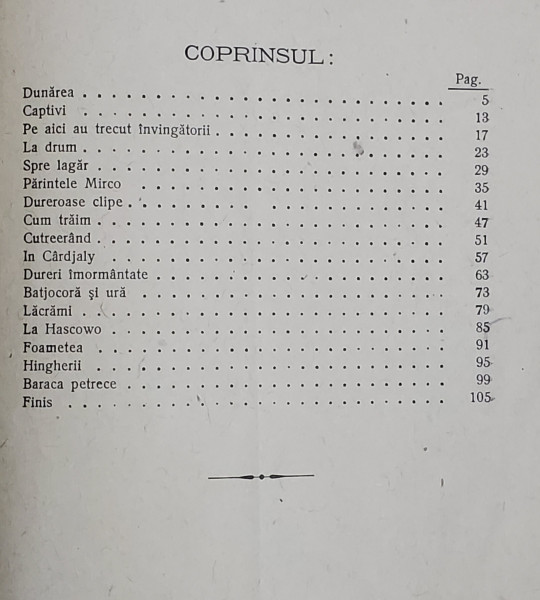 COPRINSUL:
Pag.
Dunărea . . . . . . . . . . . . . . . . . . . . . . 5
Captivi . . . . . . . . . . . . . . . . . . . . . . 13
Pe aici au trecut învingătorii . . . . . . . . . . . . . 17
La drum . . . . . . . . . . . . . . . . . . . . . . 23
Spre lagăr . . . . . . . . . . . . . . . . . . . . . 29
Părintele Mirco . . . . . . . . . . . . . . . . . . 35
Dureroase clipe . . . . . . . . . . . . . . . . . . 41
Cum trăim . . . . . . . . . . . . . . . . . . . . . 47
Cutreerând . . . . . . . . . . . . . . . . . . . . . 51
In Cârdjaly . . . . . . . . . . . . . . . . . . . . 57
Dureri îmormântate . . . . . . . . . . . . . . . . . 63
Batjocoră şi ură . . . . . . . . . . . . . . . . . . 73
Lăcrămi . . . . . . . . . . . . . . . . . . . . . . 79
La Hascowo . . . . . . . . . . . . . . . . . . . . 85
Foametea . . . . . . . . . . . . . . . . . . . . . 91
Hingherii . . . . . . . . . . . . . . . . . . . . . 95
Baraca petrece . . . . . . . . . . . . . . . . . . . 99
Finis . . . . . . . . . . . . . . . . . . . . . . . 105